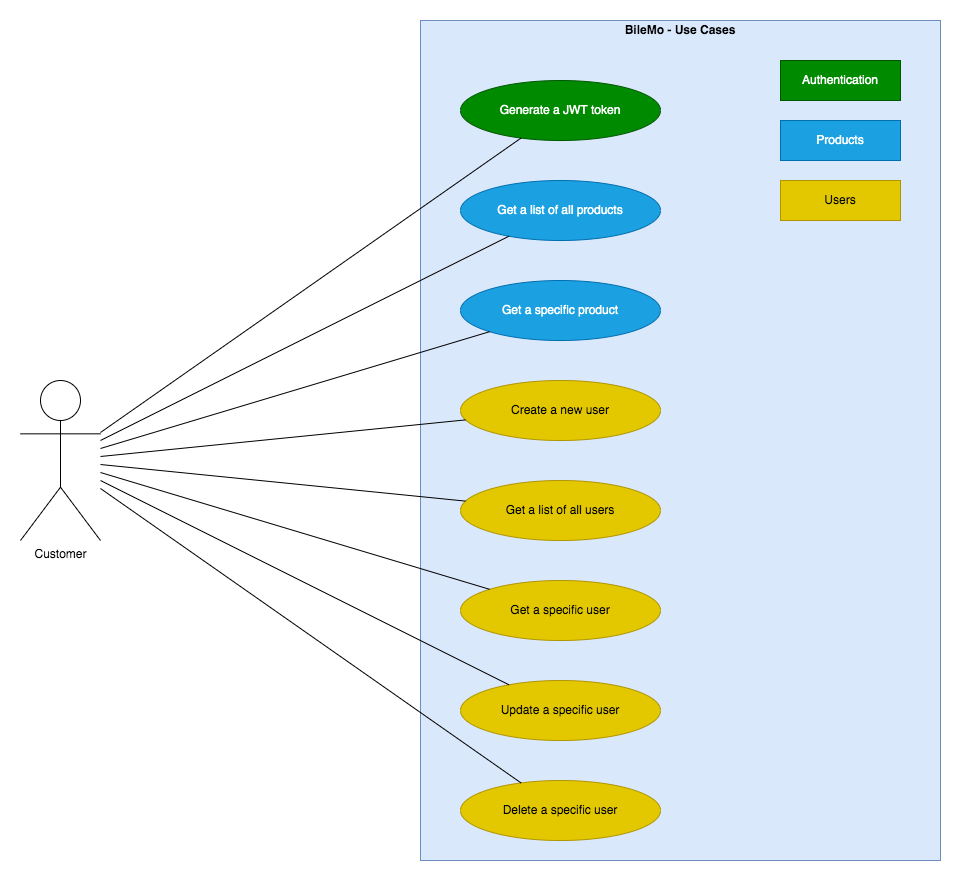 BileMo - Use Cases
Authentication
Generate a JWT token
Products
Users
Get a list of all products
Get a specific product
Create a new user
Get a list of all users
Customer
Get a specific user
Update a specific user
Delete a specific user